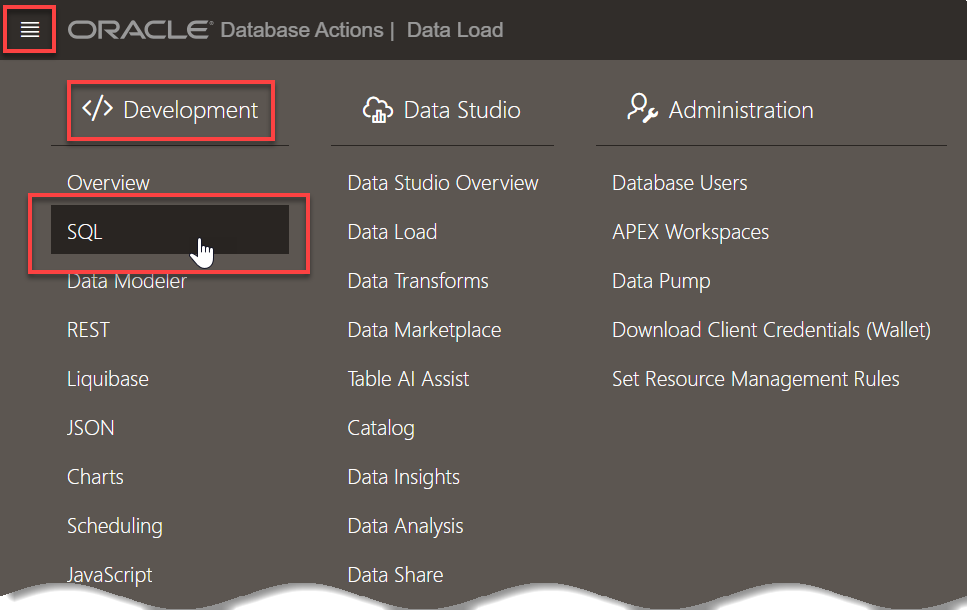 ORACLE® Database Actions | Data Load
Development
Overview
SQL
Data Modeler
REST
Liquibase
JSON
Charts
Scheduling
JavaScript
Data Studio
Data Studio Overview
Data Load
Data Transforms
Data Marketplace
Table AI Assist
Catalog
Data Insights
Data Analysis
Data Share
Administration
Database Users
APEX Workspaces
Data Pump
Download Client Credentials (Wallet)
Set Resource Management Rules